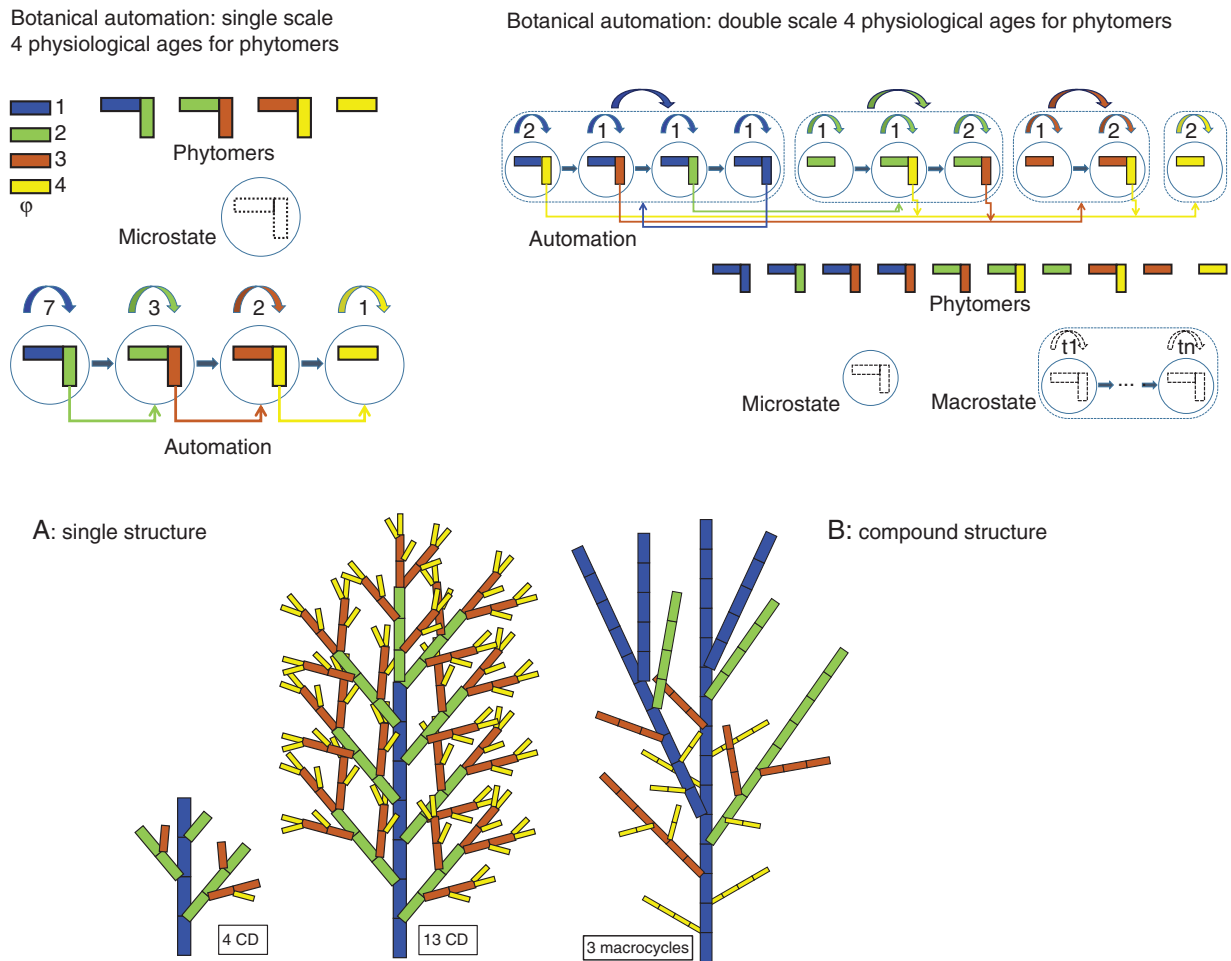 Botanical automation: single scale
4 physiological ages for phytomers
1
2
3
4
φ
Phytomers
Microstate
7 3 2 1
Automation
Botanical automation: double scale 4 physiological ages for phytomers
2 1 1 1 1 1 2 1 2 2
Automation
Phytomers
Microstate
Macrostate
t1 ... tn
A: single structure
4 CD
13 CD
B: compound structure
3 macrocycles